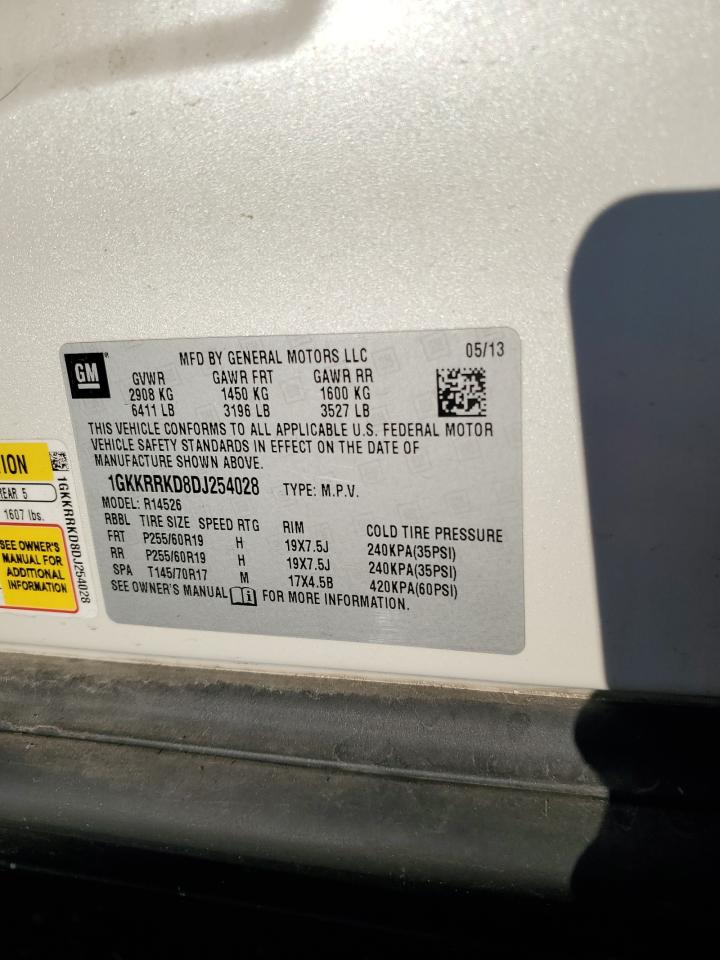 GM
MFD BY GENERAL MOTORS LLC
05/13
GVWR GAWR FRT GAWR RR
2908 KG 1450 KG 1600 KG
6411 LB 3196 LB 3527 LB
THIS VEHICLE CONFORMS TO ALL APPLICABLE U.S. FEDERAL MOTOR
VEHICLE SAFETY STANDARDS IN EFFECT ON THE DATE OF
MANUFACTURE SHOWN ABOVE.
1GKKRRKD8DJ254028 TYPE: M.P.V.
MODEL: R14526
RBBL TIRE SIZE SPEED RTG RIM COLD TIRE PRESSURE
FRT P255/60R19 H 19X7.5J 240KPA(35PSI)
RR P255/60R19 H 19X7.5J 240KPA(35PSI)
SPA T145/70R17 M 17X4.5B 420KPA(60PSI)
SEE OWNER'S MANUAL i FOR MORE INFORMATION.
ION
REAR 5
1607 lbs.
SEE OWNER'S
MANUAL FOR
ADDITIONAL
INFORMATION
1GKKRRKD8DJ254028